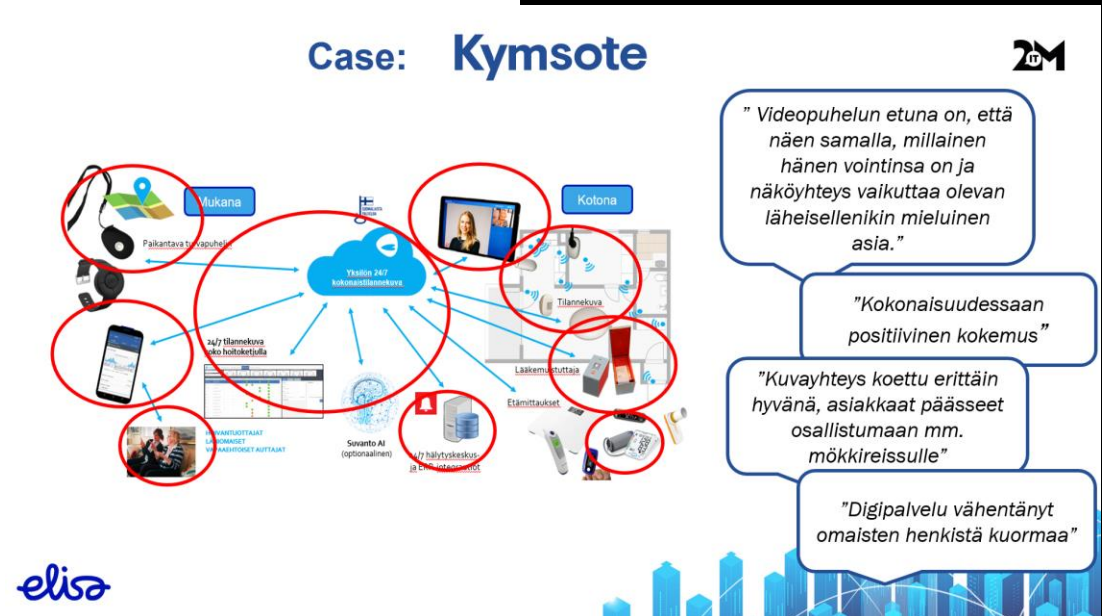 Case: Kymsote
2M
IT
Mukana
Paikantava turvapuhelin
Yksilön 24/7
kokonaistilannekuva
Kotona
Tilannekuva
Lääkemuistuttaja
Etämittaukset
24/7 tilannekuva
koko hoitoketjulla
HYVANTUOTTAJAT
LÄHIOMAISET
VAPAAEHTOISET AUTTAJAT
Suvanto AI
(optionaalinen)
24/7 hälytyskeskus-
ja ERP-integraatiot
” Videopuhelun etuna on, että
näen samalla, millainen
hänen vointinsa on ja
näköyhteys vaikuttaa olevan
läheisellenikin mieluinen
asia.”
”Kokonaisuudessaan
positiivinen kokemus”
”Kuvayhteys koettu erittäin
hyvänä, asiakkaat päässeet
osallistumaan mm.
mökkireissulle”
”Digipalvelu vähentänyt
omaisten henkistä kuormaa”
elisa